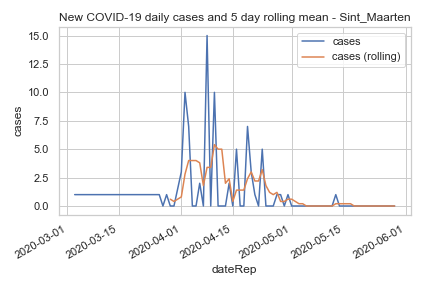 New COVID-19 daily cases and 5 day rolling mean - Sint_Maarten
cases
cases (rolling)
15.0
12.5
10.0
7.5
5.0
2.5
0.0
cases
2020-03-01
2020-03-15
2020-04-01
2020-04-15
2020-05-01
2020-05-15
2020-06-01
dateRep